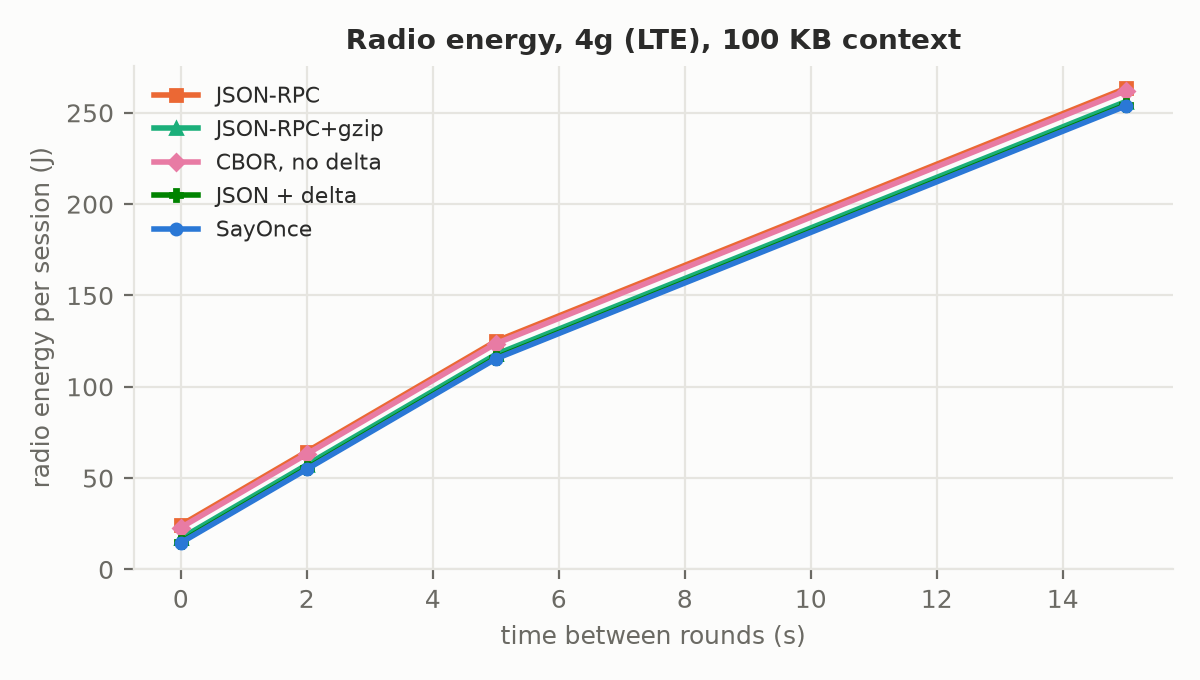 Radio energy, 4g (LTE), 100 KB context
JSON-RPC
JSON-RPC+gzip
CBOR, no delta
JSON + delta
SayOnce
radio energy per session (J)
250
200
150
100
50
0
0 2 4 6 8 10 12 14
time between rounds (s)